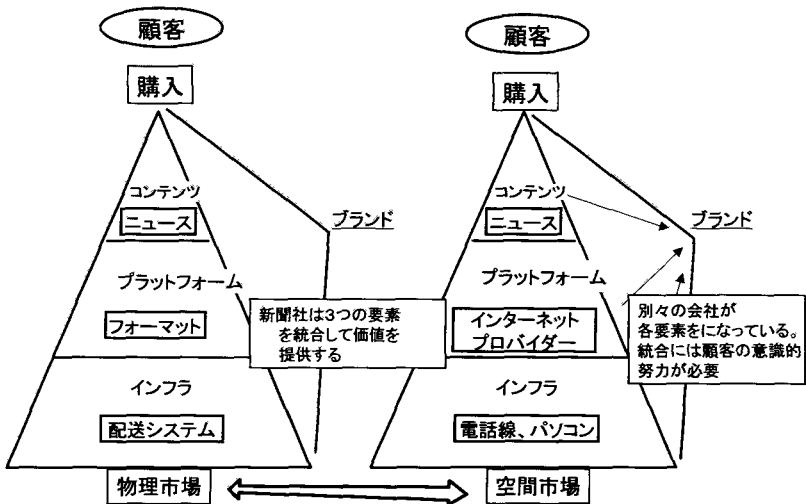 顧客
購入
コンテンツ
ニュース
ブランド
プラットフォーム
フォーマット
新聞社は3つの要素
を統合して価値を
提供する
インフラ
配送システム
物理市場
顧客
購入
コンテンツ
ニュース
ブランド
プラットフォーム
インターネット
プロバイダー
別々の会社が
各要素をになっている。
統合には顧客の意識的
努力が必要
インフラ
電話線、パソコン
空間市場